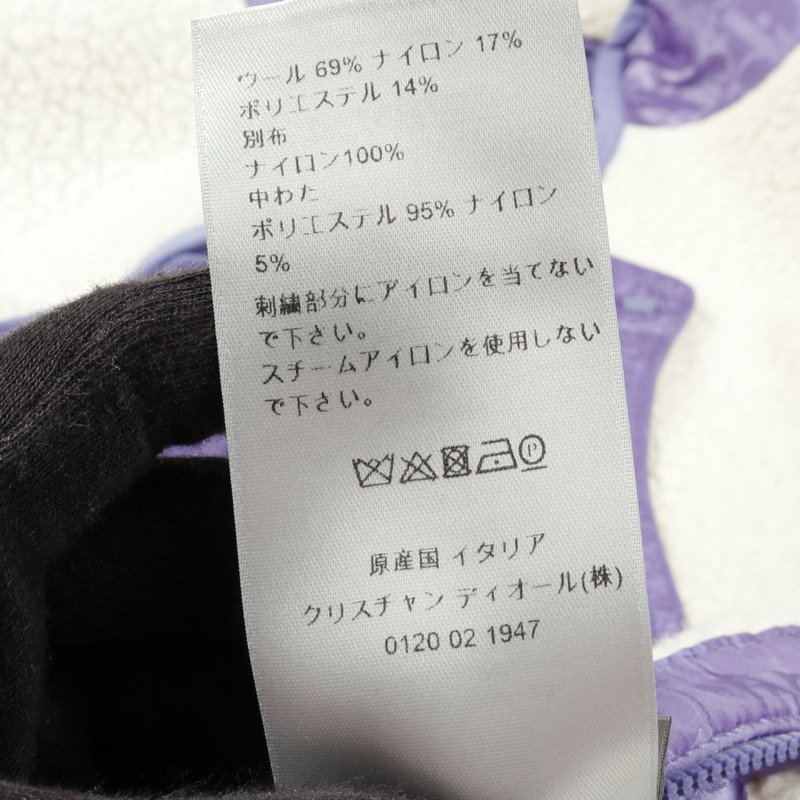 ウール 69% ナイロン 17%
ポリエステル 14%
別布
ナイロン100%
中わた
ポリエステル 95% ナイロン
5%
刺繍部分にアイロンを当てない
で下さい。
スチームアイロンを使用しない
で下さい。
P
原産国 イタリア
クリスチャン ディオール(株)
0120 02 1947